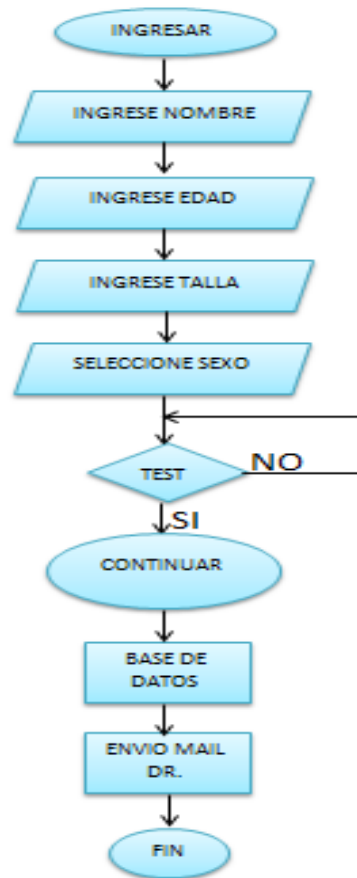 INGRESAR
INGRESE NOMBRE
INGRESE EDAD
INGRESE TALLA
SELECCIONE SEXO
TEST
NO
SI
CONTINUAR
BASE DE
DATOS
ENVIO MAIL
DR.
FIN